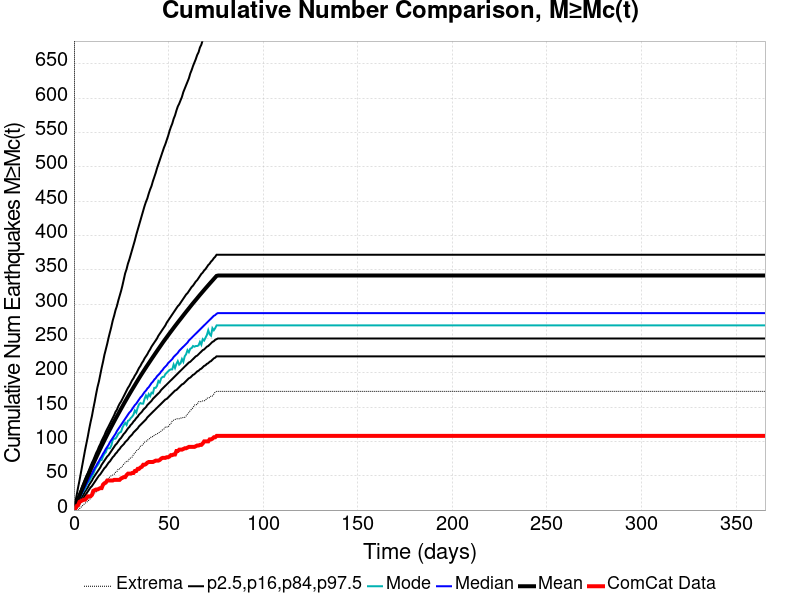 Cumulative Number Comparison, M≥Mc(t)
Cumulative Num Earthquakes M≥Mc(t)
650
600
550
500
450
400
350
300
250
200
150
100
50
0
0 50 100 150 200 250 300 350
Time (days)
Extrema p2.5,p16,p84,p97.5 Mode Median Mean ComCat Data